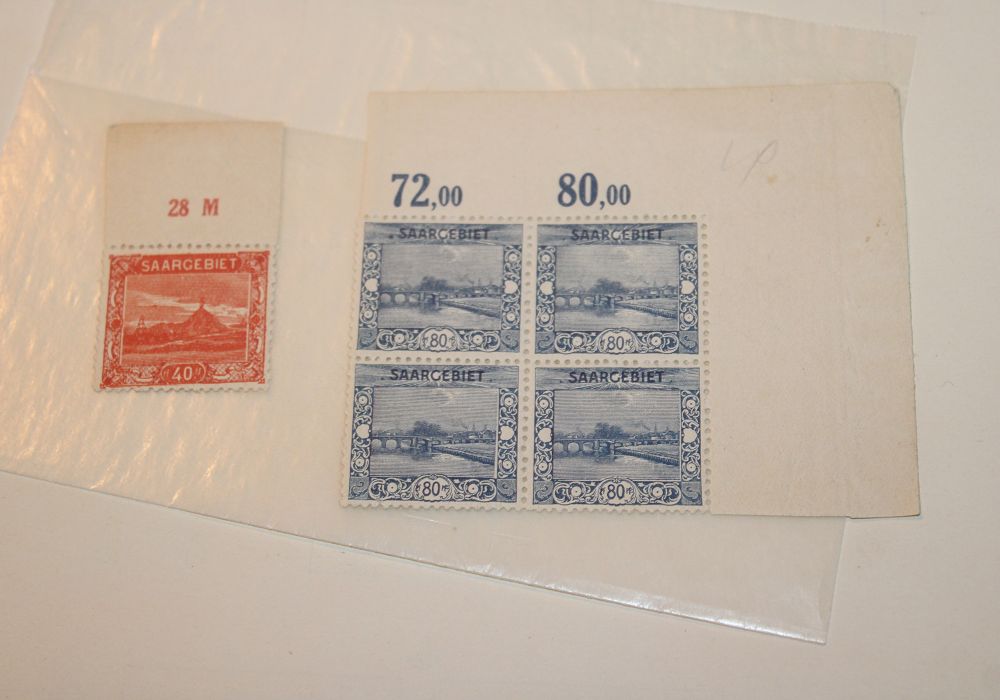 28 M
SAARGEBIET
40
72,00 80,00
. SAARGEBIET . SAARGEBIET
80 80
. SAARGEBIET . . SAARGEBIET .
80 80